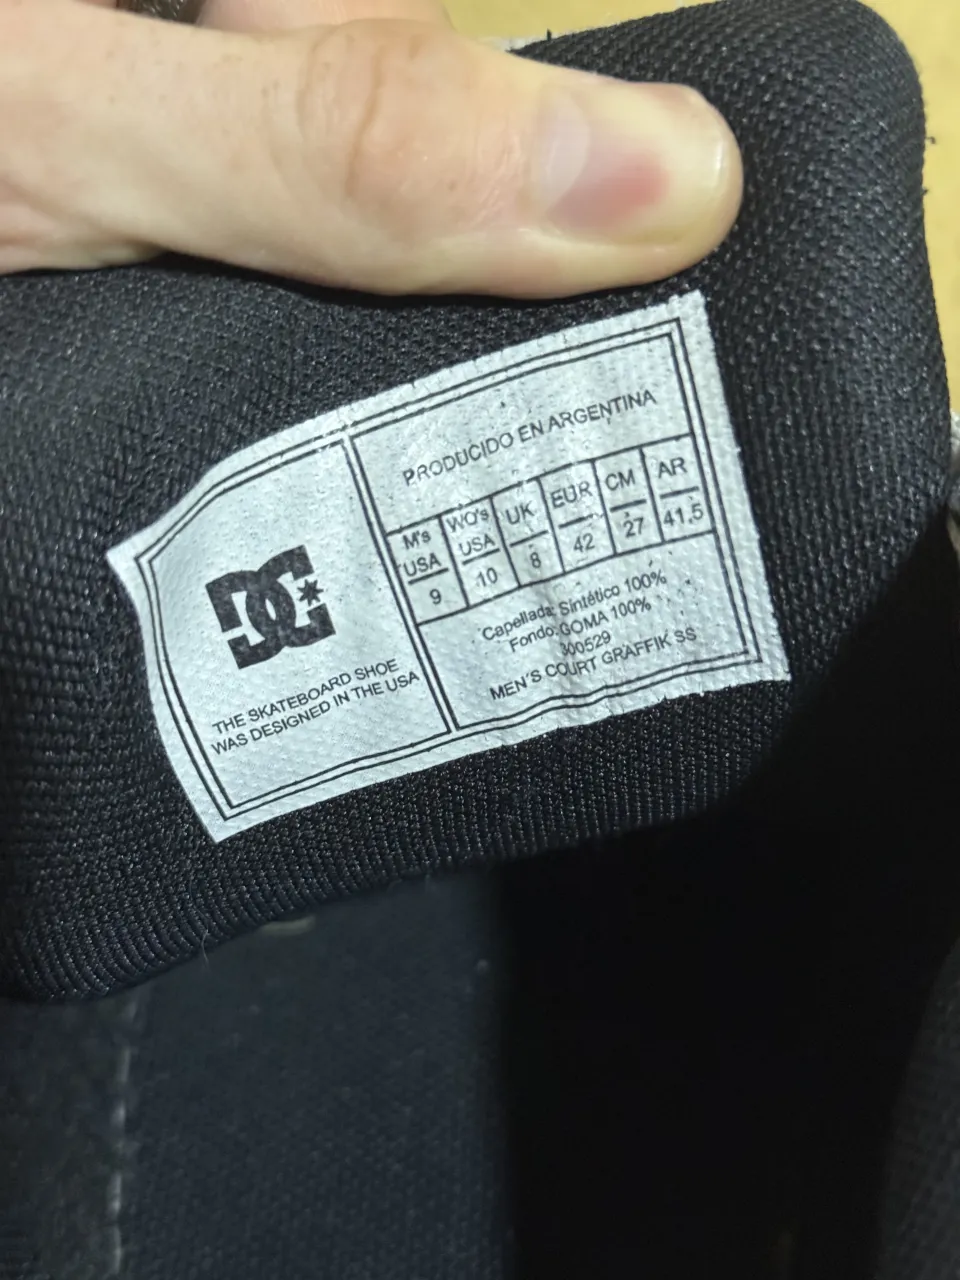 DC
THE SKATEBOARD SHOE
WAS DESIGNED IN THE USA
PRODUCIDO EN ARGENTINA
M's USA WO's USA UK EUR CM AR
9 10 8 42 27 41.5
Capellada: Sintético 100%
Fondo: GOMA 100%
300529
MEN'S COURT GRAFFIK SS